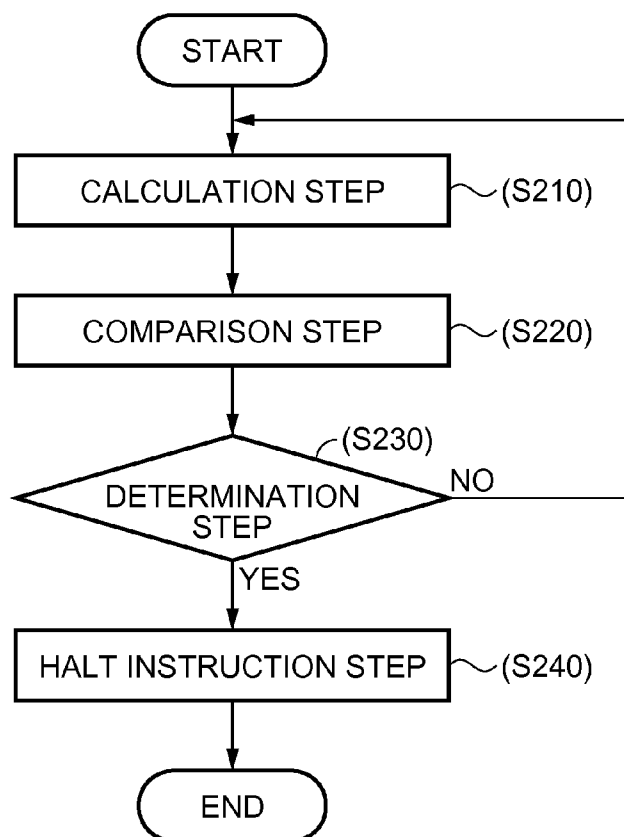 START
CALCULATION STEP
(S210)
COMPARISON STEP
(S220)
(S230)
DETERMINATION
STEP
NO
YES
HALT INSTRUCTION STEP
(S240)
END